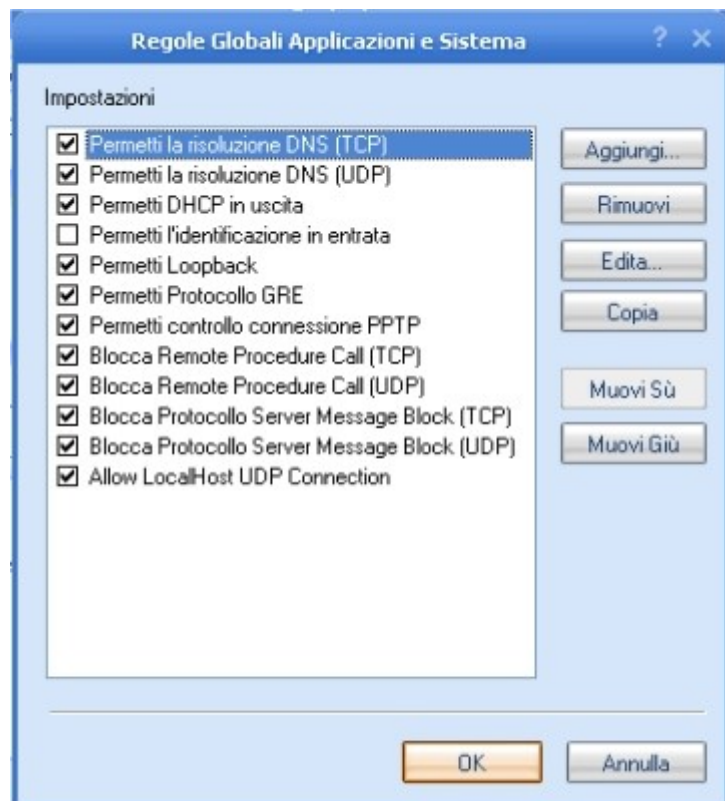 Regole Globali Applicazioni e Sistema
Impostazioni
Permetti la risoluzione DNS (TCP)
Permetti la risoluzione DNS (UDP)
Permetti DHCP in uscita
Permetti l'identificazione in entrata
Permetti Loopback
Permetti Protocollo GRE
Permetti controllo connessione PPTP
Blocca Remote Procedure Call (TCP)
Blocca Remote Procedure Call (UDP)
Blocca Protocollo Server Message Block (TCP)
Blocca Protocollo Server Message Block (UDP)
Allow LocalHost UDP Connection
Aggiungi...
Rimuovi
Edita...
Copia
Muovi Sù
Muovi Giù
OK
Annulla